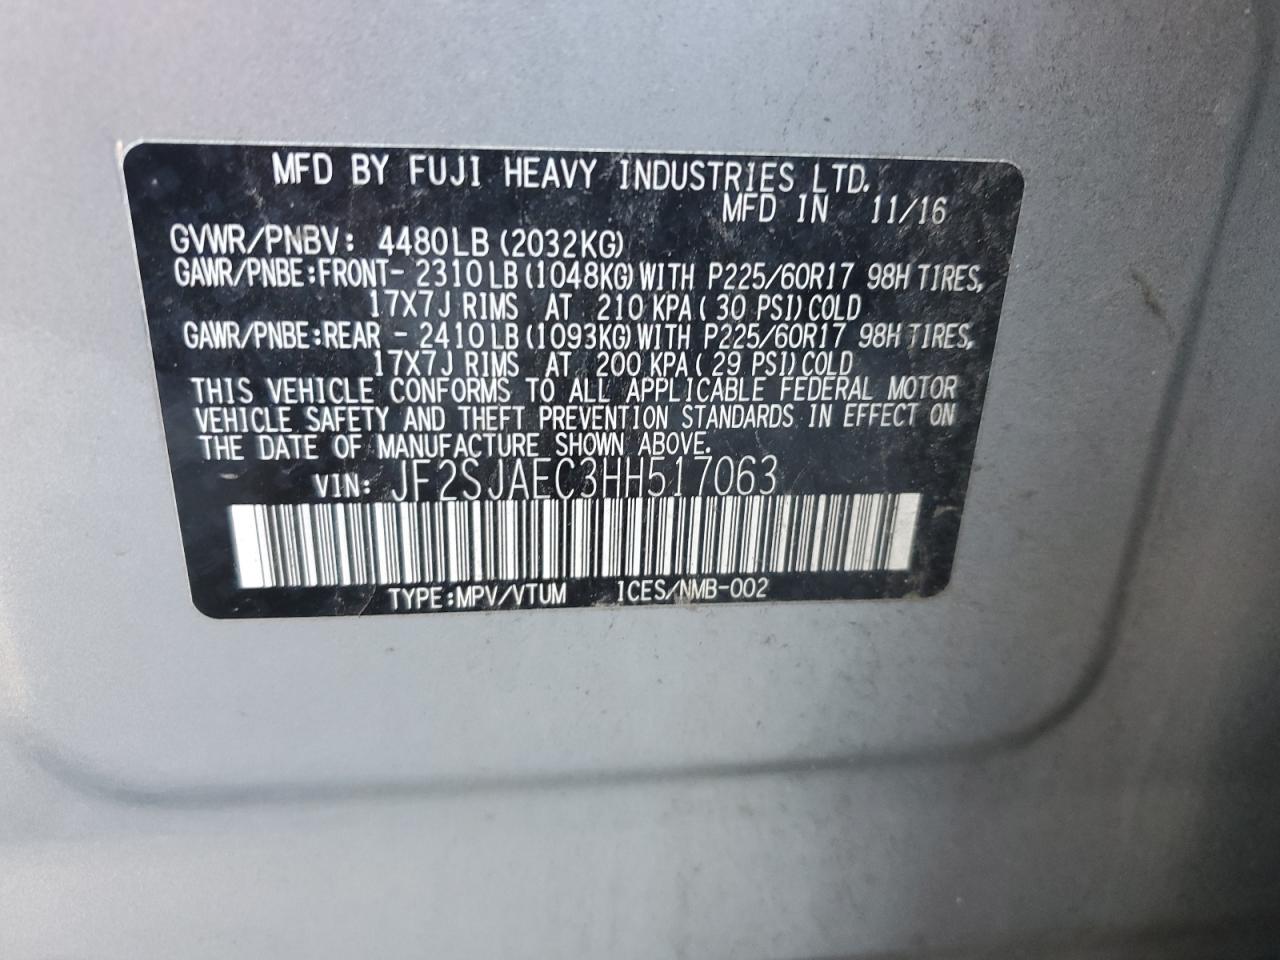 MFD BY FUJI HEAVY INDUSTRIES LTD.
MFD IN 11/16
GVWR/PNBV: 4480LB (2032KG)
GAWR/PNBE:FRONT- 2310LB (1048KG) WITH P225/60R17 98H TIRES,
17X7J RIMS AT 210 KPA ( 30 PSI) COLD
GAWR/PNBE:REAR - 2410LB (1093KG) WITH P225/60R17 98H TIRES,
17X7J RIMS AT 200 KPA ( 29 PSI) COLD
THIS VEHICLE CONFORMS TO ALL APPLICABLE FEDERAL MOTOR
VEHICLE SAFETY AND THEFT PREVENTION STANDARDS IN EFFECT ON
THE DATE OF MANUFACTURE SHOWN ABOVE.
VIN: JF2SJAEC3HH517063
TYPE:MPV/VTUM ICES/NMB-002